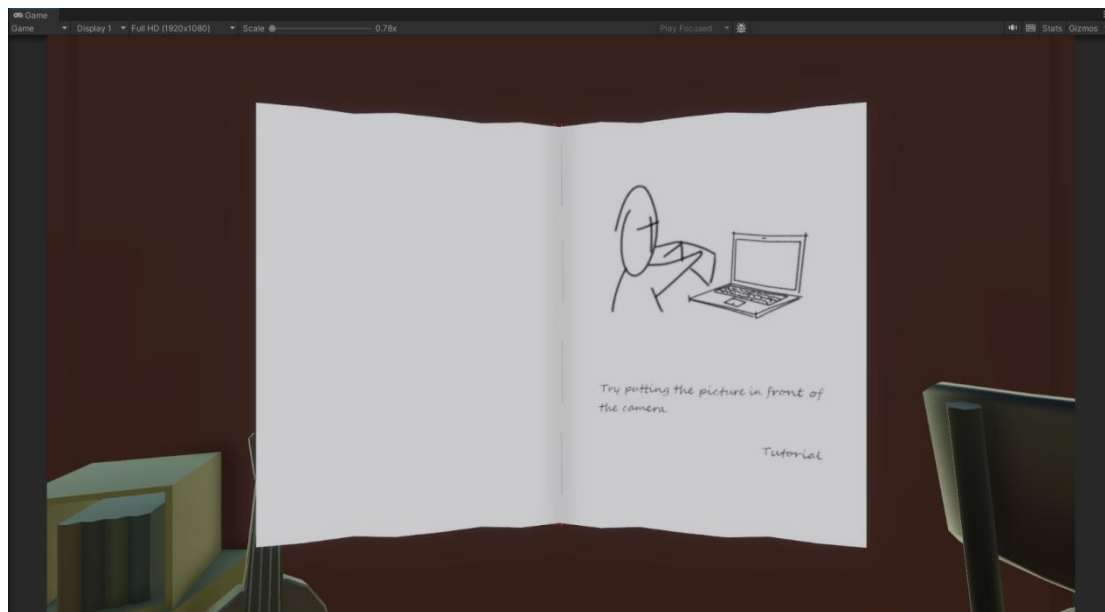 Game
Game Display 1 Full HD (1920x1080) Scale 0.78x Play Focused Stats Gizmos
Try putting the picture in front of
the camera
Tutorial